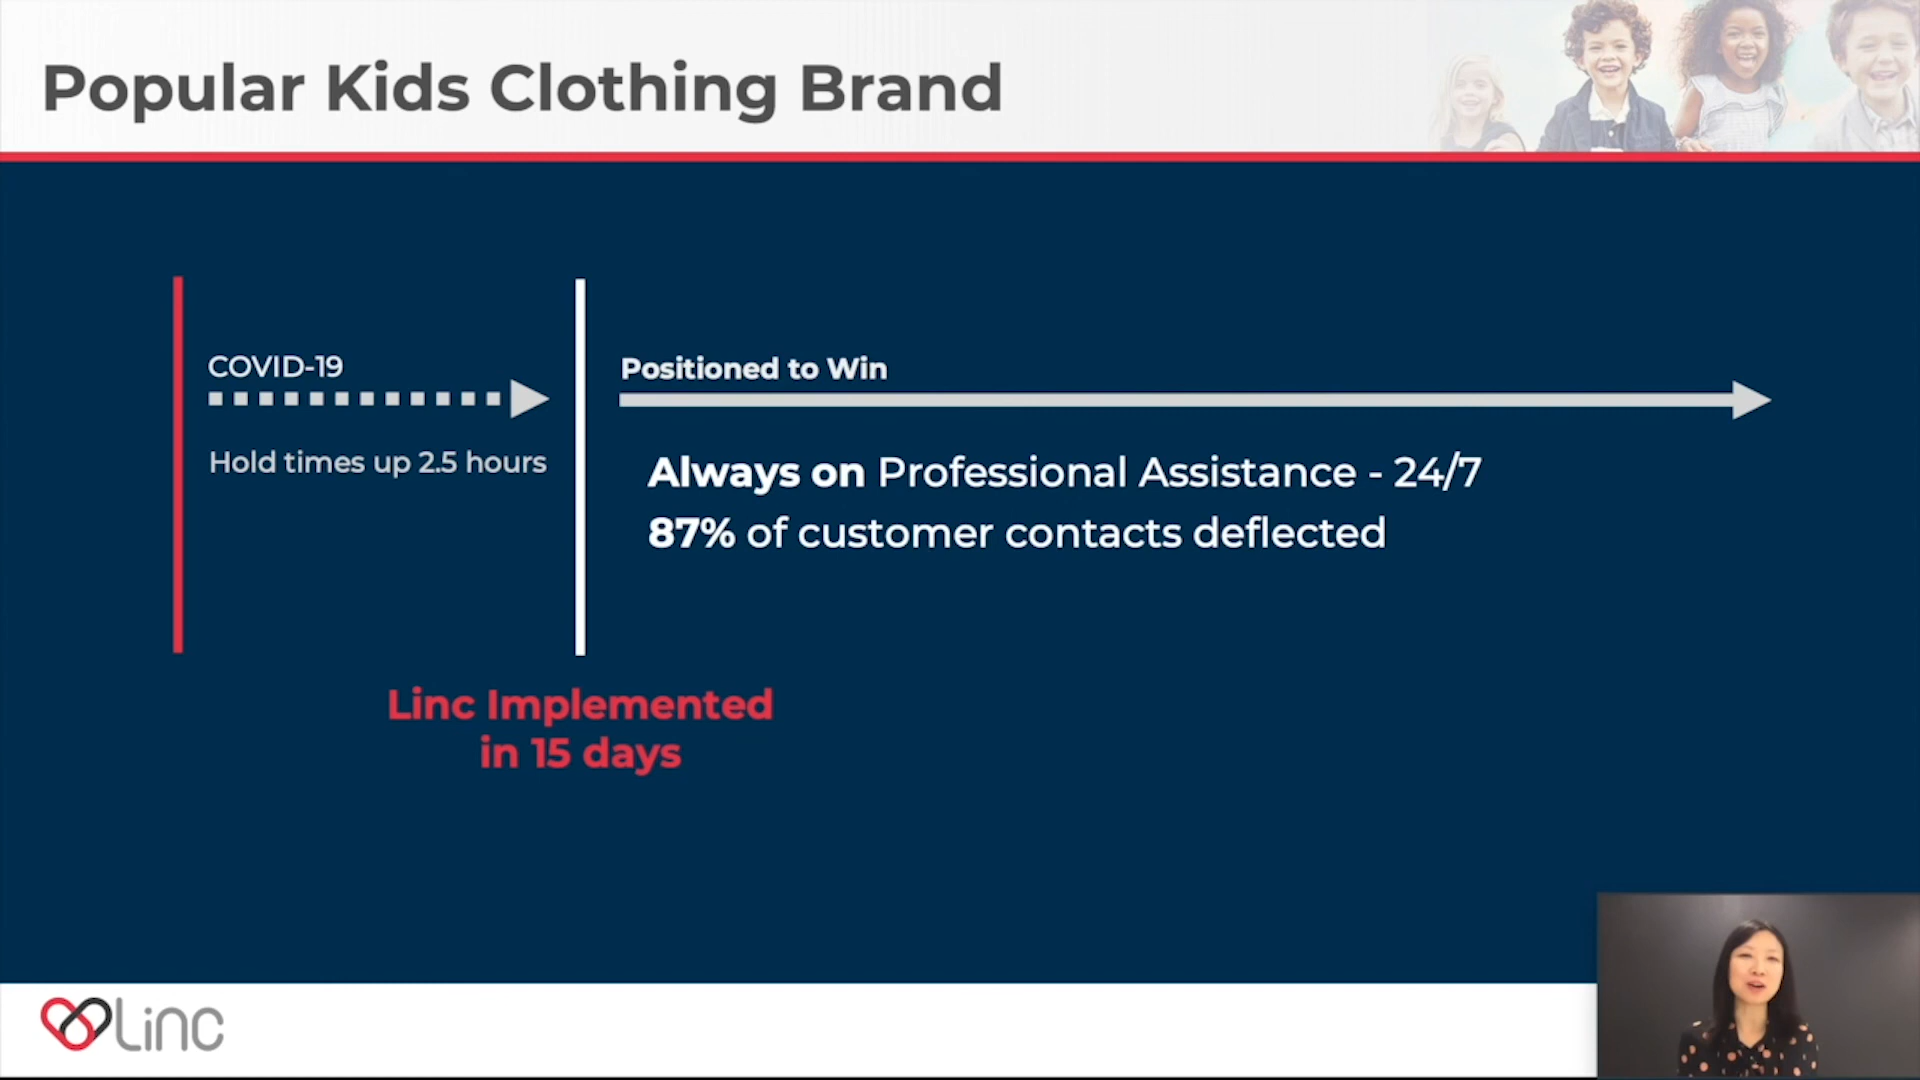 Popular Kids Clothing Brand
COVID-19
Hold times up 2.5 hours
Positioned to Win
Always on Professional Assistance - 24/7
87% of customer contacts deflected
Linc Implemented
in 15 days
Linc